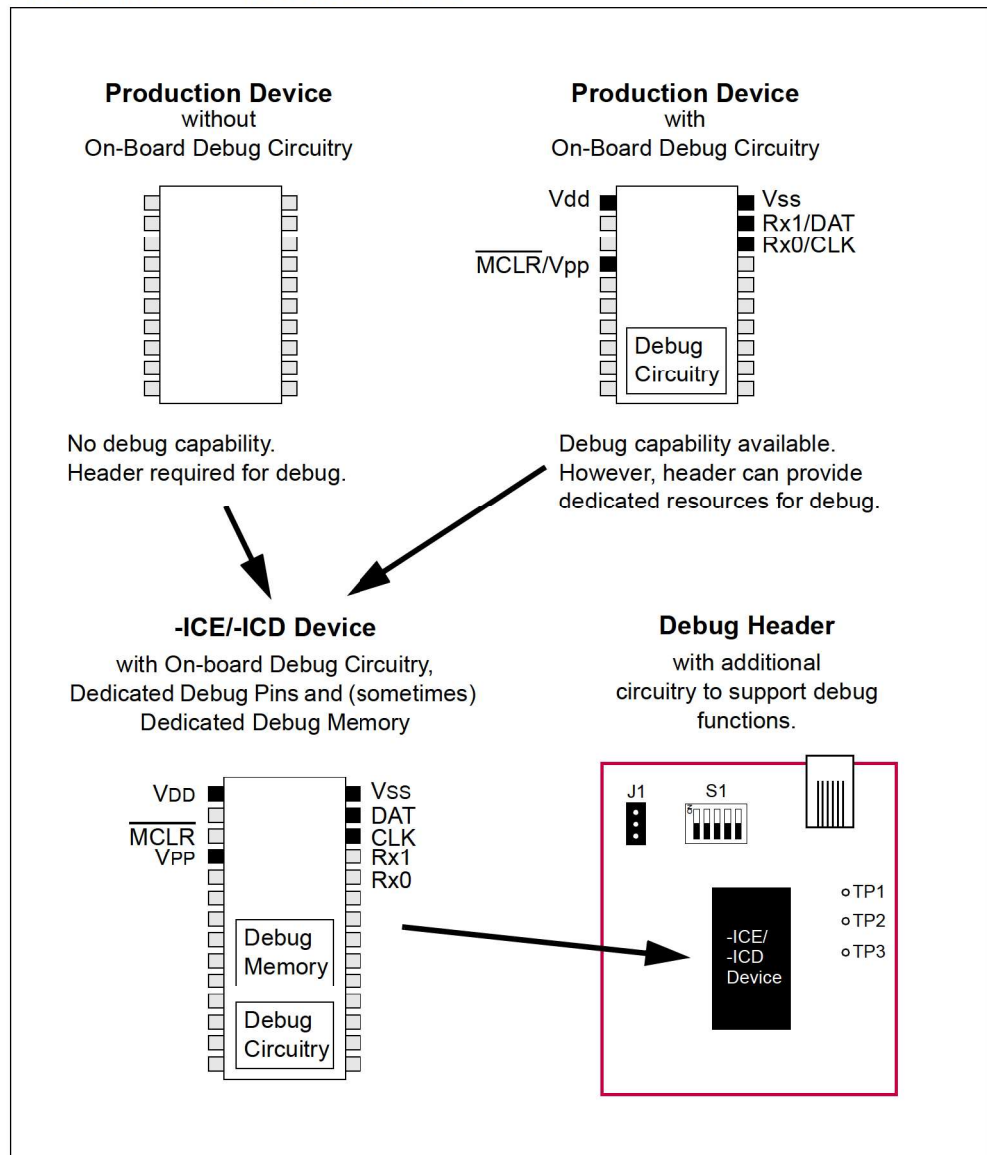 Production Device
without
On-Board Debug Circuitry
No debug capability.
Header required for debug.
Production Device
with
On-Board Debug Circuitry
Vdd
MCLR/Vpp
Vss
Rx1/DAT
Rx0/CLK
Debug
Circuitry
Debug capability available.
However, header can provide
dedicated resources for debug.
-ICE/-ICD Device
with On-board Debug Circuitry,
Dedicated Debug Pins and (sometimes)
Dedicated Debug Memory
VDD
MCLR
VPP
VSS
DAT
CLK
Rx1
Rx0
Debug
Memory
Debug
Circuitry
Debug Header
with additional
circuitry to support debug
functions.
J1
S1
ON
TP1
TP2
TP3
-ICE/
-ICD
Device